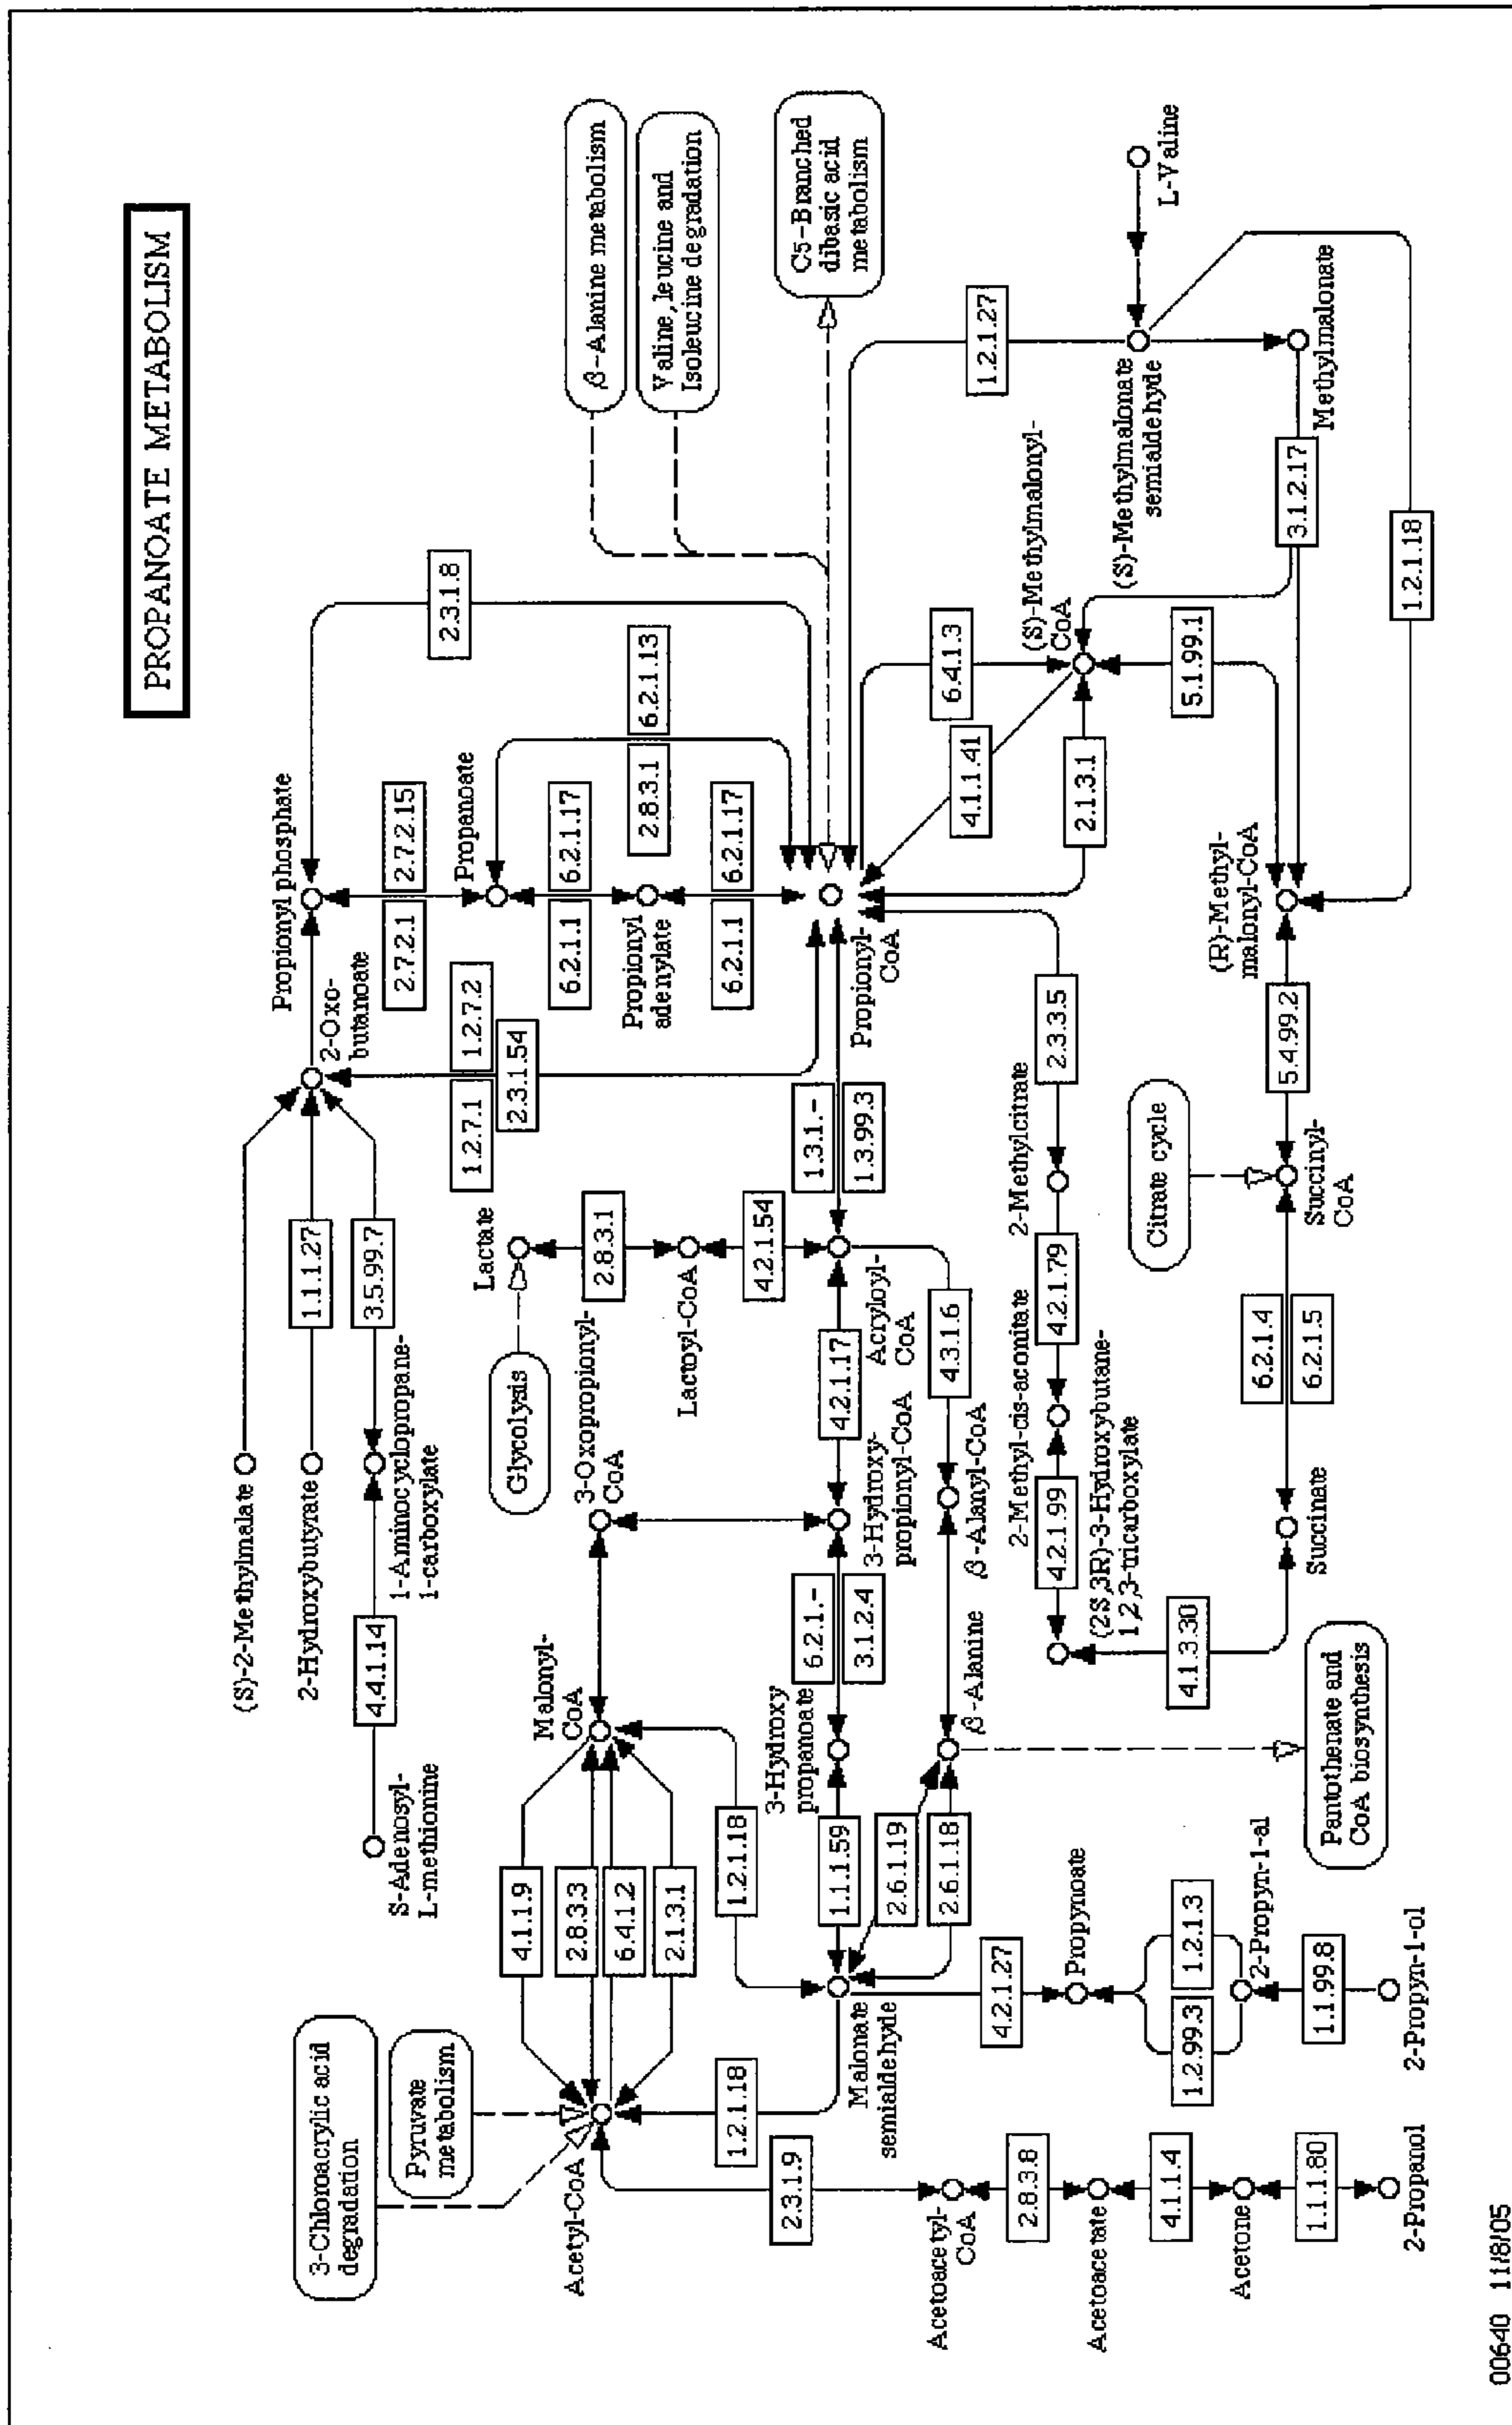 PROPANOATE METABOLISM
3-Chloroacrylic acid
degradation
Pyruvate
metabolism
Acetyl-CoA
S-Adenosyl-
L-methionine
4.4.1.14
1-Aminocyclopropane-
1-carboxylate
3.5.99.7
(S)-2-Methylmalate
2-Hydroxybutyrate
1.1.1.27
2-Oxo-
butanoate
Propionyl phosphate
2.3.1.8
2.7.2.1
2.7.2.15
Propanoate
1.2.7.1
1.2.7.2
2.3.1.54
6.2.1.1
6.2.1.17
Propionyl
adenylate
2.8.3.1
6.2.1.13
6.2.1.1
6.2.1.17
β-Alanine metabolism
Valine, leucine and
Isoleucine degradation
C5-Branched
dibasic acid
metabolism
4.1.1.9
2.8.3.3
6.4.1.2
2.1.3.1
Malonyl-
CoA
3-Oxopropionyl-
CoA
Glycolysis
Lactate
2.8.3.1
Lactoyl-CoA
4.2.1.54
1.2.1.18
1.2.1.18
Malonate
semialdehyde
1.1.1.59
3-Hydroxy
propanoate
6.2.1.-
3.1.2.4
3-Hydroxy-
propionyl-CoA
4.2.1.17
Acryloyl-
CoA
1.3.1.-
1.3.99.3
Propionyl-
CoA
2.6.1.19
2.6.1.18
β-Alanine
β-Alanyl-CoA
4.3.1.6
6.4.1.3
4.1.1.41
2.1.3.1
(S)-Methylmalonyl-
CoA
1.2.1.27
(S)-Methylmalonate
semialdehyde
L-Valine
2.3.1.9
Acetoacetyl-
CoA
2.8.3.8
Acetoacetate
4.1.1.4
Acetone
1.1.1.80
2-Propanol
4.2.1.27
Propynoate
1.2.99.3
1.2.1.3
2-Propyn-1-al
1.1.99.8
2-Propyn-1-ol
(2S,3R)-3-Hydroxybutane-
1,2,3-tricarboxylate
4.2.1.99
2-Methyl-cis-aconitate
4.2.1.79
2-Methylcitrate
2.3.3.5
4.1.3.30
Pantothenate and
CoA biosynthesis
Succinate
6.2.1.4
6.2.1.5
Citrate cycle
Succinyl-
CoA
5.4.99.2
(R)-Methyl-
malonyl-CoA
5.1.99.1
3.1.2.17
Methylmalonate
1.2.1.18
00640 11/8/05